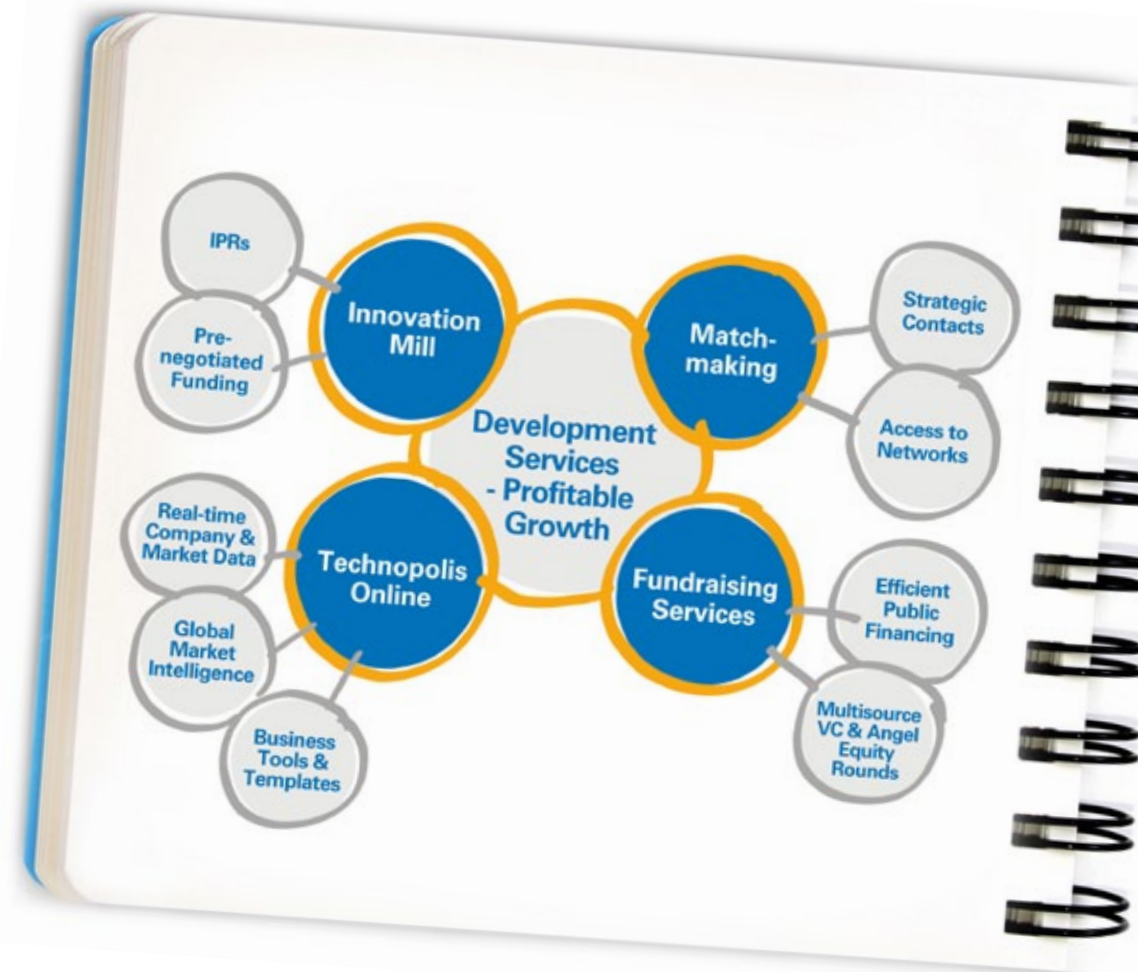 IPRs
Pre-
negotiated
Funding
Innovation
Mill
Match-
making
Strategic
Contacts
Access to
Networks
Development
Services
- Profitable
Growth
Real-time
Company &
Market Data
Global
Market
Intelligence
Business
Tools &
Templates
Technopolis
Online
Fundraising
Services
Efficient
Public
Financing
Multisource
VC & Angel
Equity
Rounds